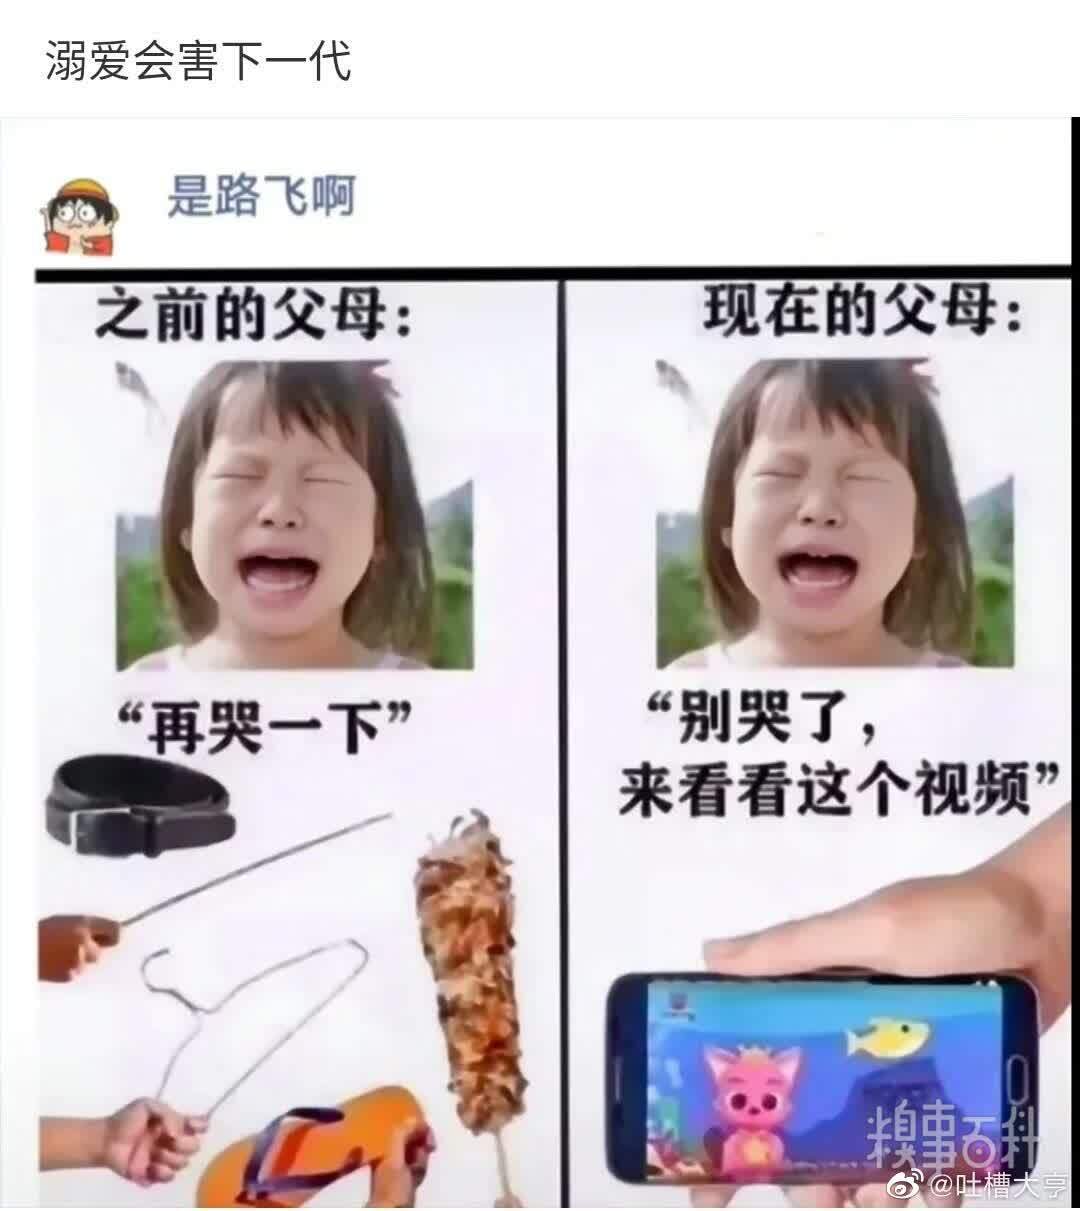 溺爱会害下一代
是路飞啊
之前的父母：
现在的父母：
“再哭一下”
“别哭了，
来看看这个视频”
糗事百科
@吐槽大亨